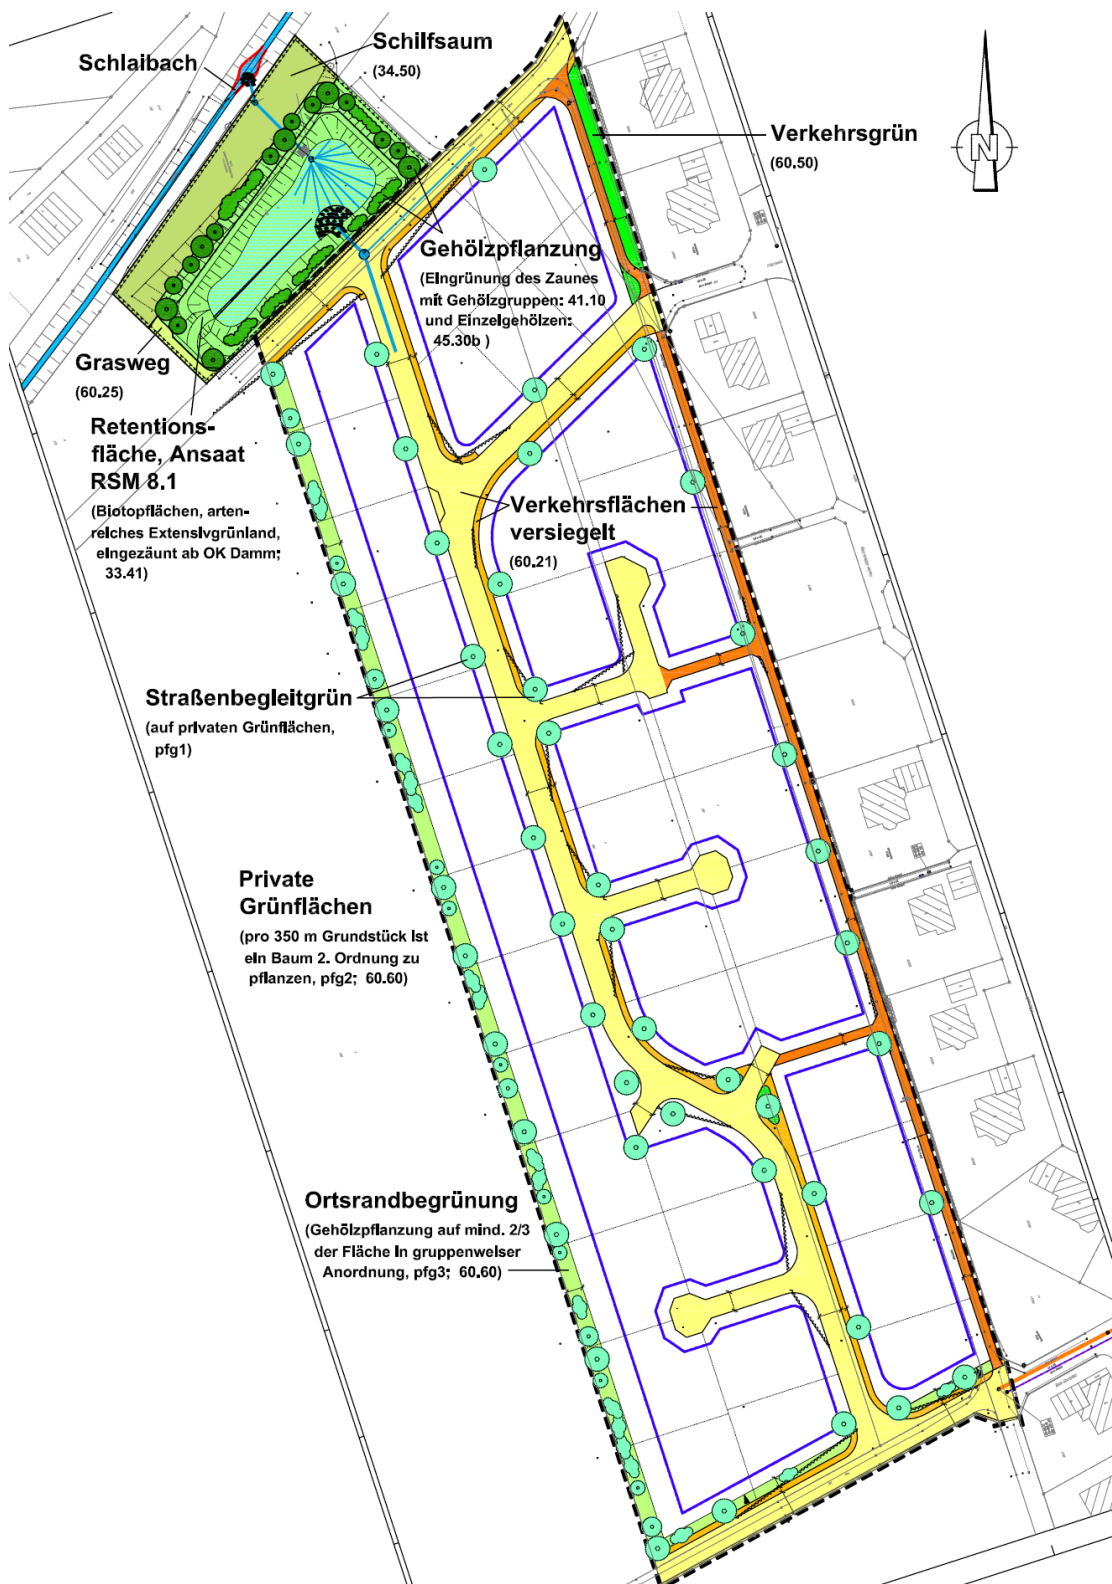 Schlaibach
Schilfsaum
(34.50)
Verkehrsgrün
(60.50)
N
Gehölzpflanzung
(Eingrünung des Zaunes
mit Gehölzgruppen: 41.10
und Einzelgehölzen:
45.30b )
Grasweg
(60.25)
Retentions-
fläche, Ansaat
RSM 8.1
(Biotopflächen, arten-
reiches Extensivgrünland,
eingezäunt ab OK Damm;
33.41)
Verkehrsflächen
versiegelt
(60.21)
Straßenbegleitgrün
(auf privaten Grünflächen,
pfg1)
Private
Grünflächen
(pro 350 m Grundstück ist
ein Baum 2. Ordnung zu
pflanzen, pfg2; 60.60)
Ortsrandbegrünung
(Gehölzpflanzung auf mind. 2/3
der Fläche in gruppenweiser
Anordnung, pfg3; 60.60)